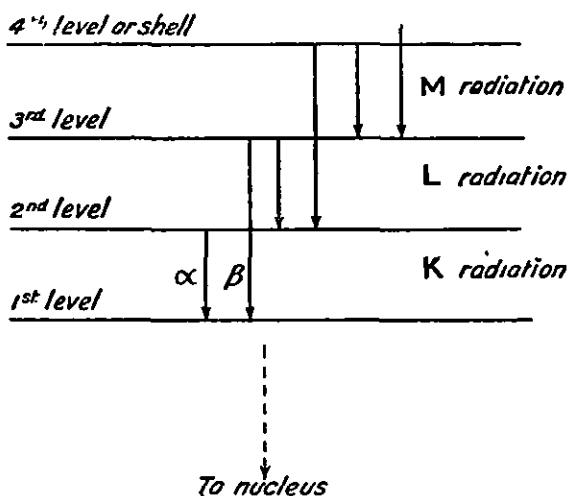 4th level or shell
M radiation
3rd level
L radiation
2nd level
K radiation
α β
1st level
To nucleus